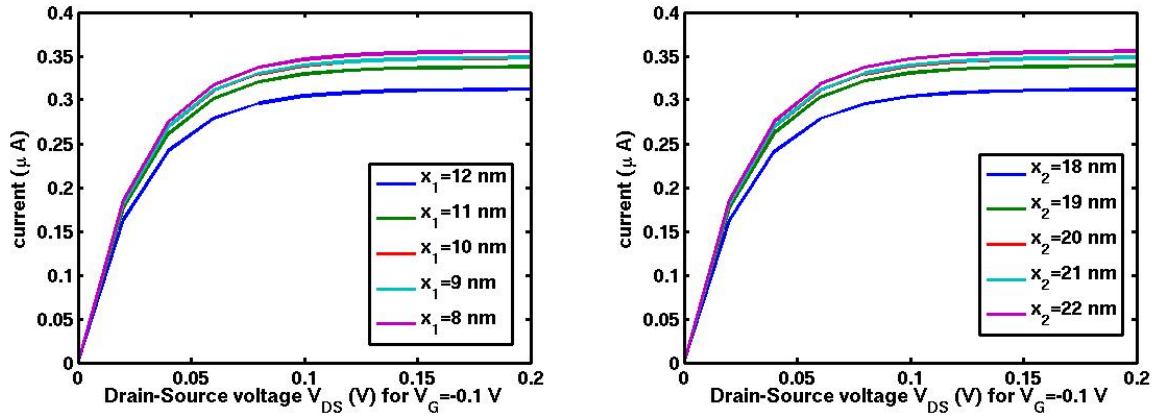 0.4
0.35
0.3
0.25
0.2
0.15
0.1
0.05
0
current (μ A)
x1=12 nm
x1=11 nm
x1=10 nm
x1=9 nm
x1=8 nm
0 0.05 0.1 0.15 0.2
Drain-Source voltage VDS (V) for VG=-0.1 V
0.4
0.35
0.3
0.25
0.2
0.15
0.1
0.05
0
current (μ A)
x2=18 nm
x2=19 nm
x2=20 nm
x2=21 nm
x2=22 nm
0 0.05 0.1 0.15 0.2
Drain-Source voltage VDS (V) for VG=-0.1 V